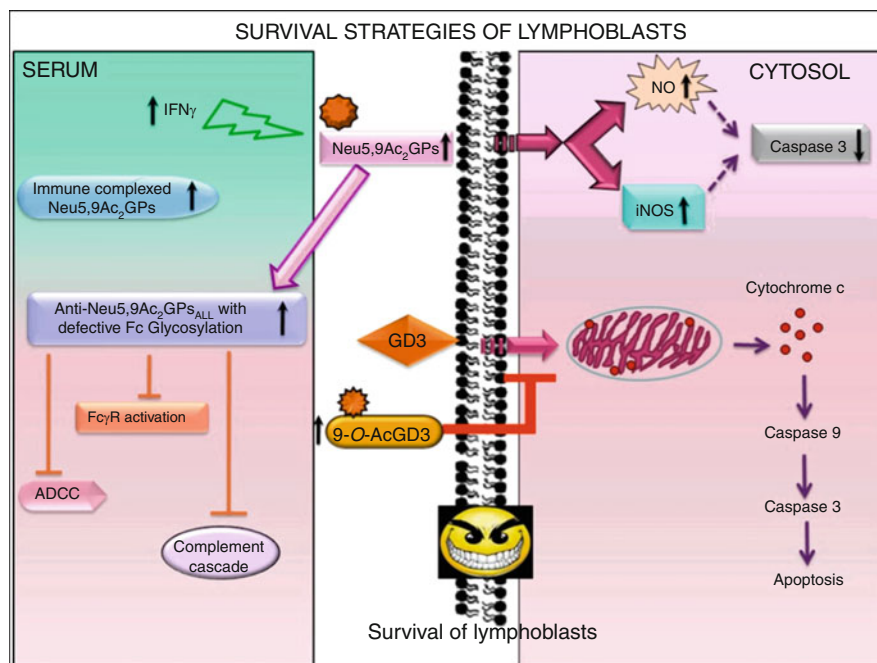 SURVIVAL STRATEGIES OF LYMPHOBLASTS
SERUM
IFNγ
Immune complexed
Neu5,9Ac₂GPs
Anti-Neu5,9Ac₂GPs_ALL with
defective Fc Glycosylation
FcγR activation
ADCC
Complement
cascade
Neu5,9Ac₂GPs
GD3
9-O-AcGD3
Survival of lymphoblasts
CYTOSOL
NO
iNOS
Caspase 3
Cytochrome c
Caspase 9
Caspase 3
Apoptosis